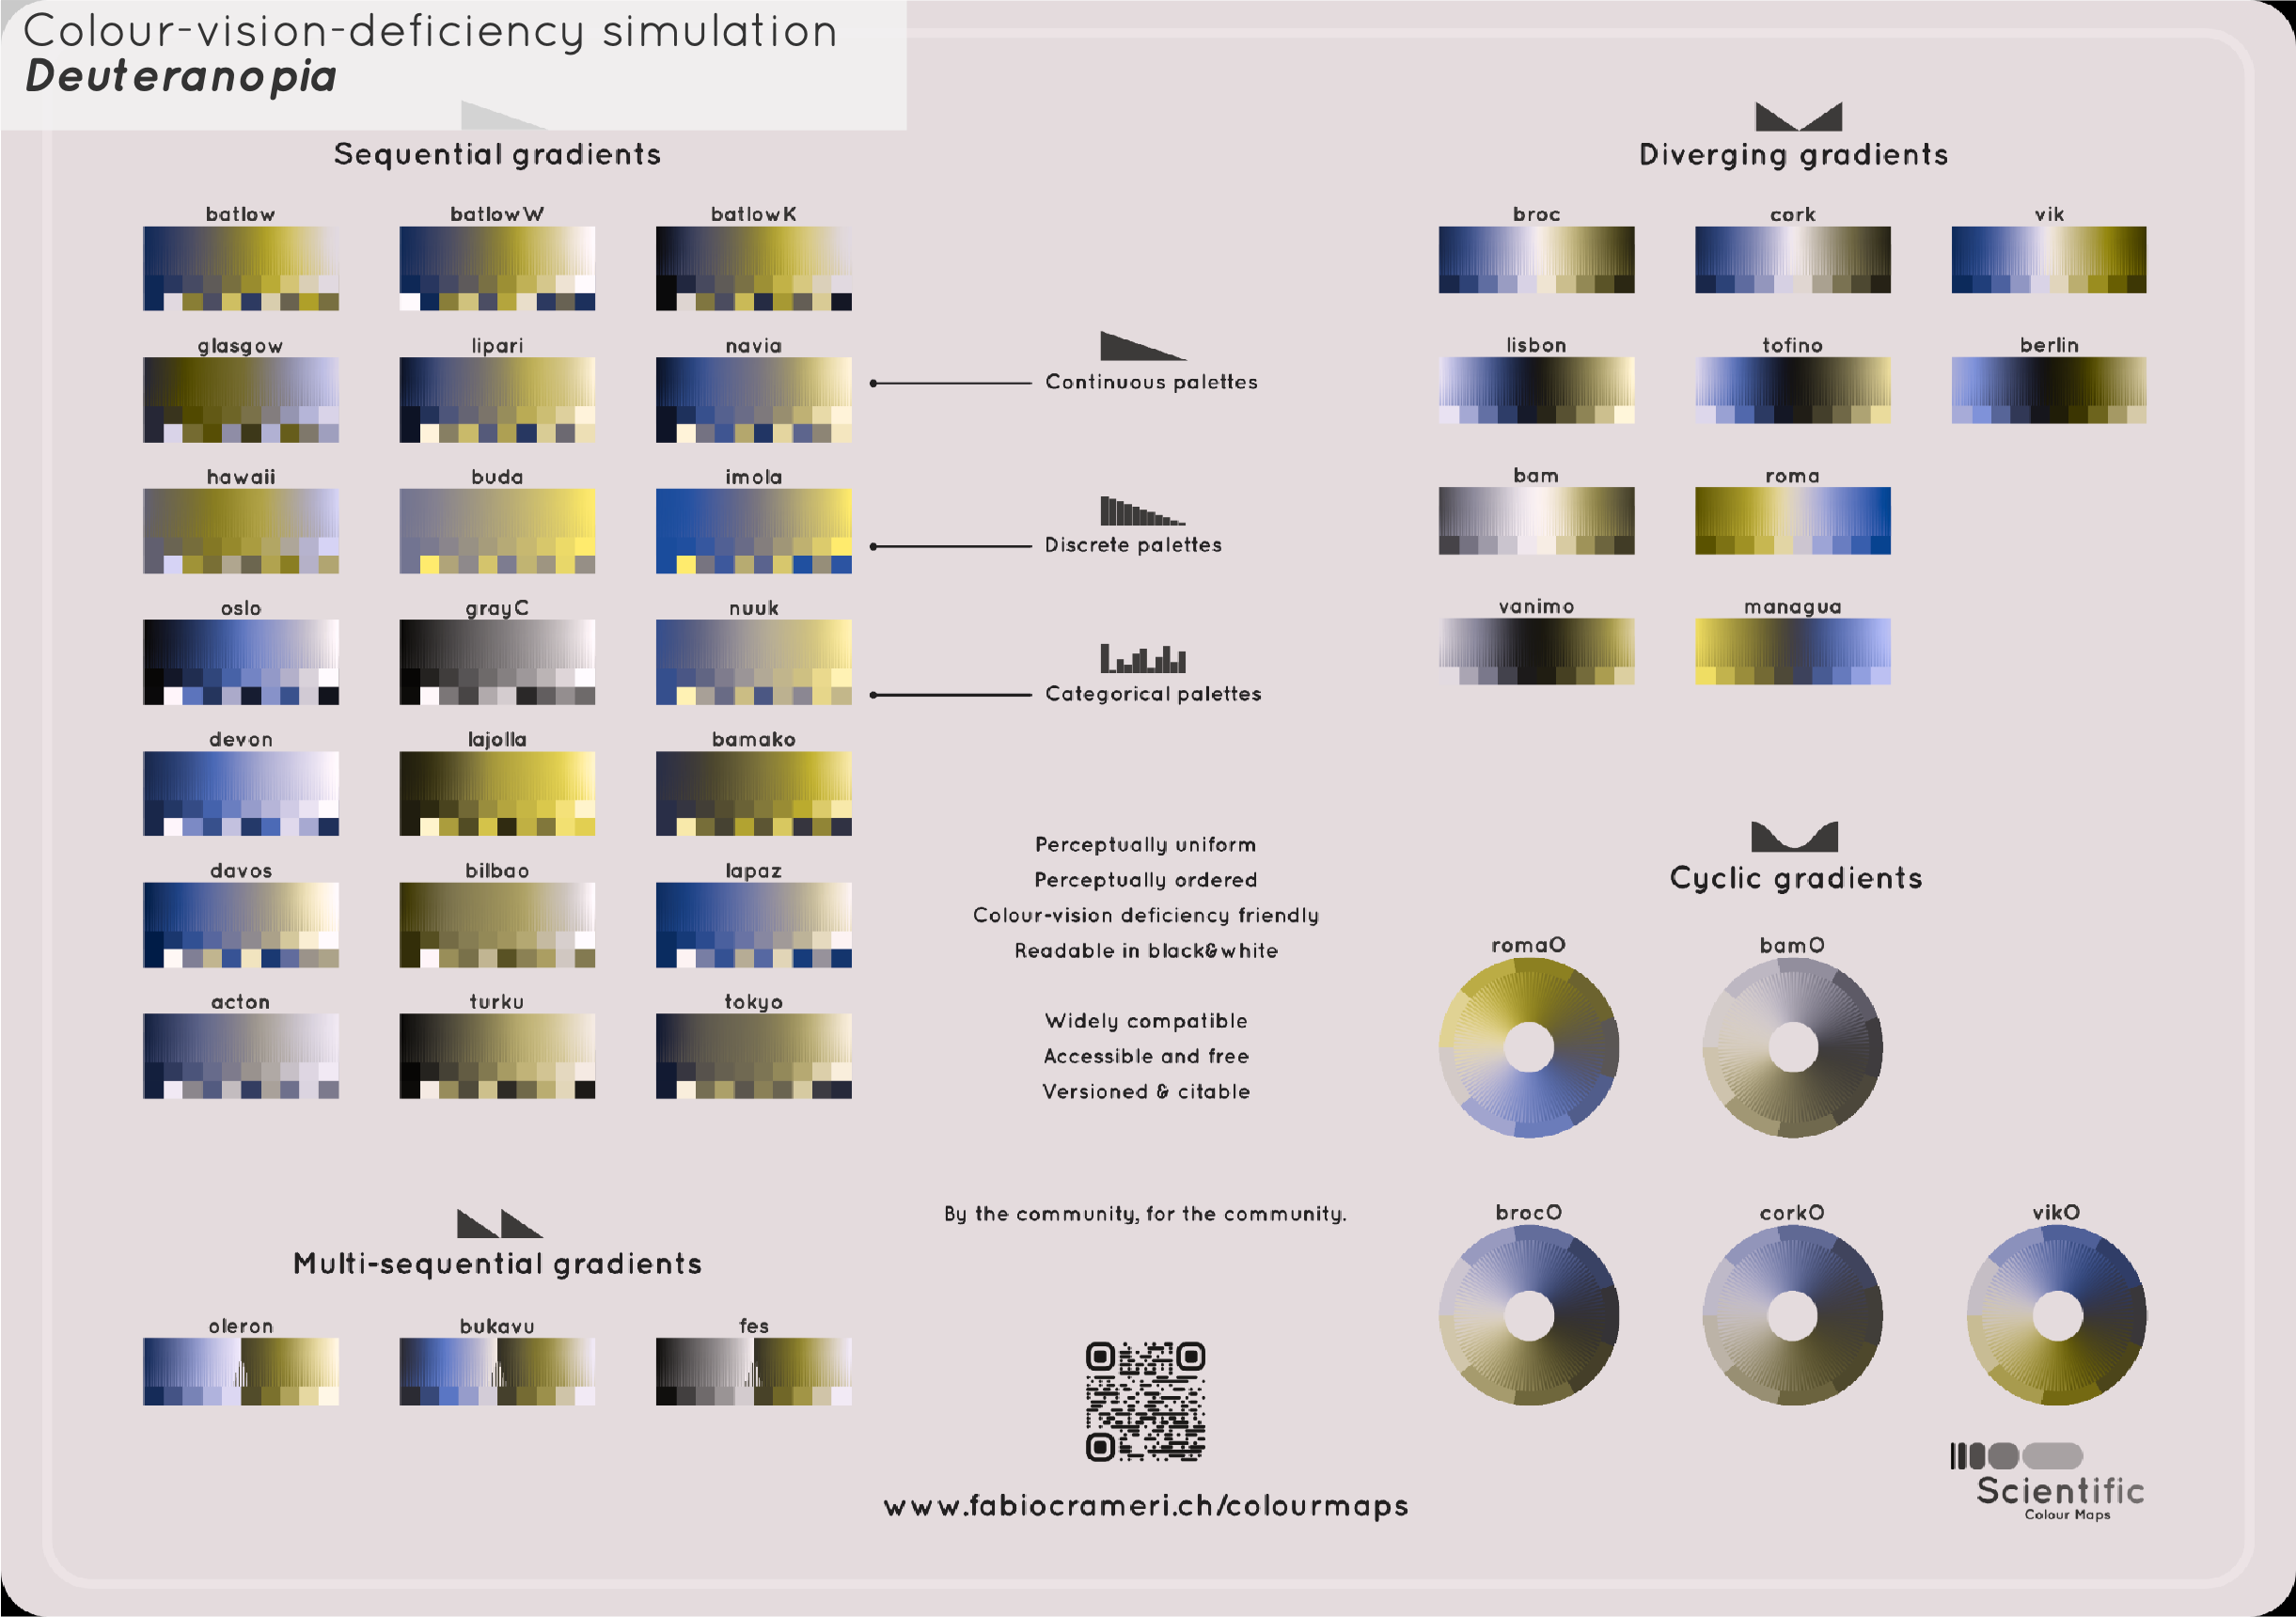 Colour-vision-deficiency simulation
Deuteranopia
Sequential gradients
batlow batlowW batlowK
glasgow lipari navia
hawaii buda imola
oslo grayC nuuk
devon lajolla bamako
davos bilbao lapaz
acton turku tokyo
Multi-sequential gradients
oleron bukavu fes
Continuous palettes
Discrete palettes
Categorical palettes
Perceptually uniform
Perceptually ordered
Colour-vision deficiency friendly
Readable in black&white
Widely compatible
Accessible and free
Versioned & citable
By the community, for the community.
www.fabiocrameri.ch/colourmaps
Diverging gradients
broc cork vik
lisbon tofino berlin
bam roma
vanimo managua
Cyclic gradients
romaO bamO
brocO corkO vikO
Scientific
Colour Maps